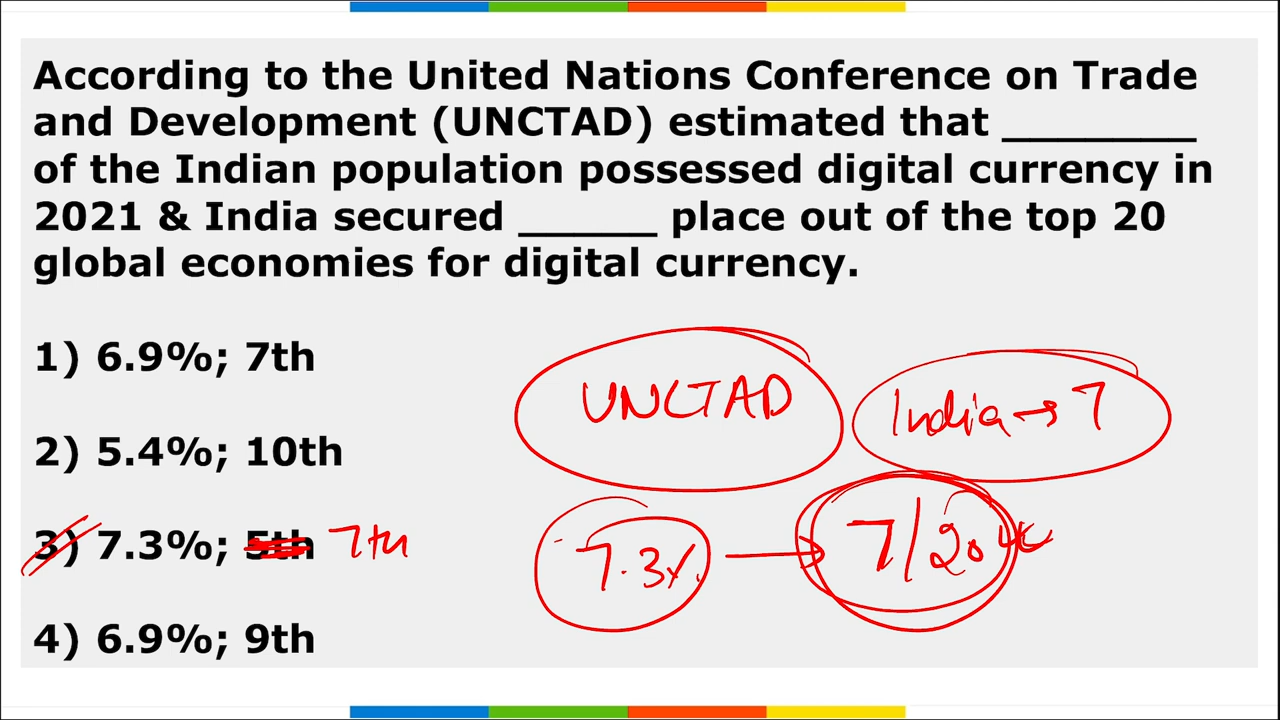 According to the United Nations Conference on Trade
and Development (UNCTAD) estimated that ________
of the Indian population possessed digital currency in
2021 & India secured _____ place out of the top 20
global economies for digital currency.
1) 6.9%; 7th
UNCTAD
India → 7
2) 5.4%; 10th
3) 7.3%; 5th 7th
7.3%. → 7/20
4) 6.9%; 9th